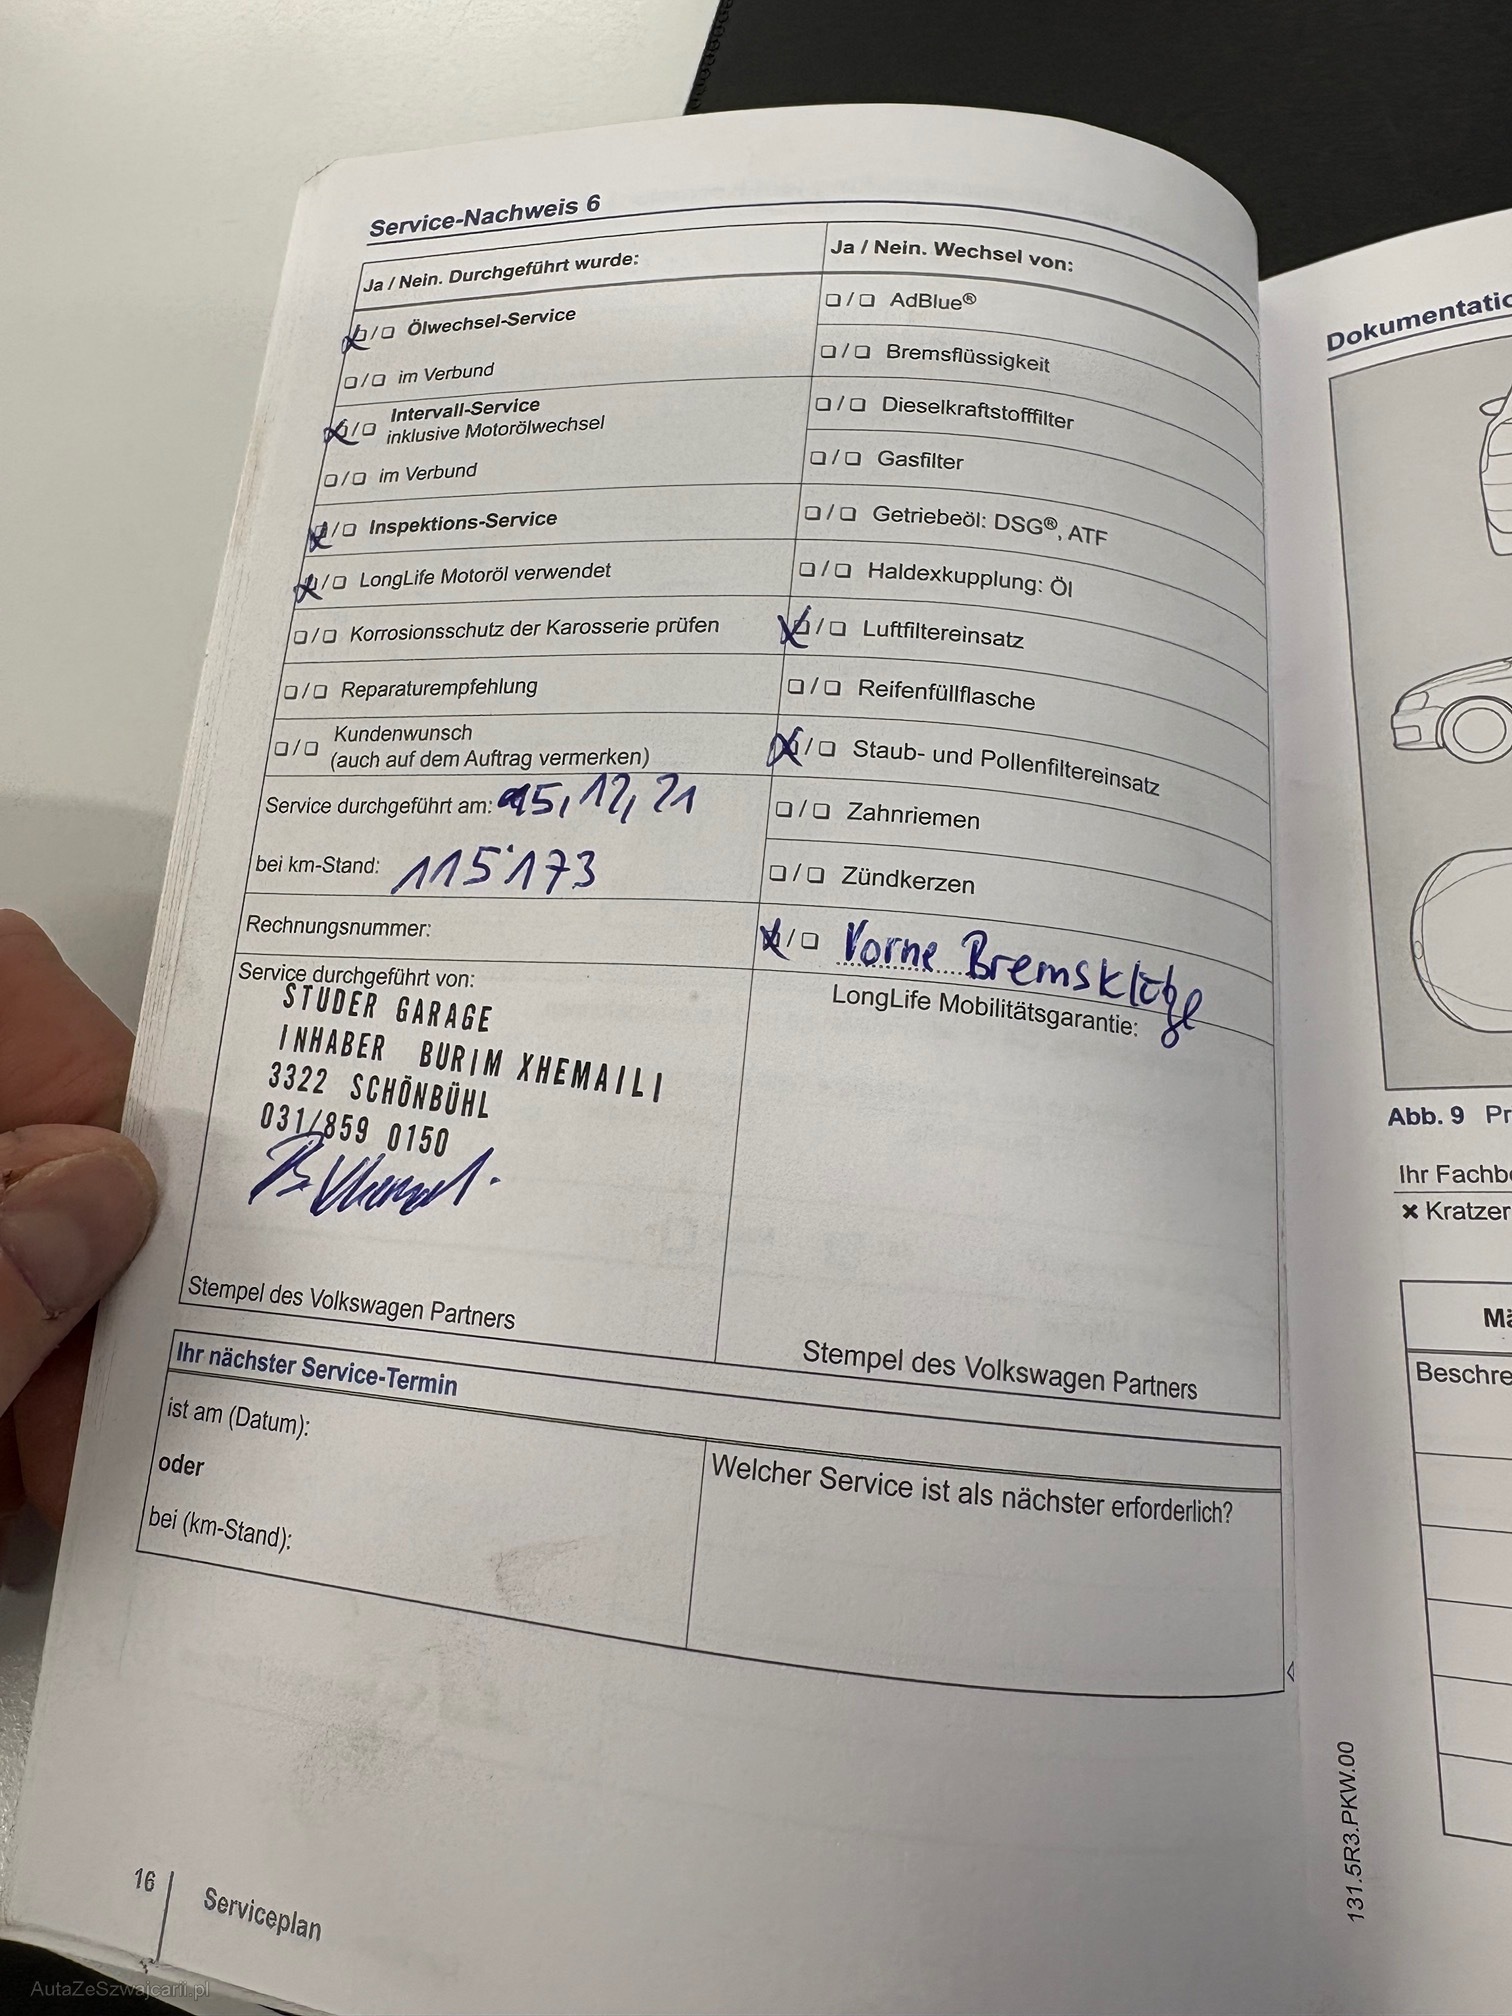 Service-Nachweis 6
Ja / Nein. Durchgeführt wurde:
❏ / ❏ Ölwechsel-Service
❏ / ❏ im Verbund
❏ / ❏ Intervall-Service
inklusive Motorölwechsel
❏ / ❏ im Verbund
❏ / ❏ Inspektions-Service
❏ / ❏ LongLife Motoröl verwendet
❏ / ❏ Korrosionsschutz der Karosserie prüfen
❏ / ❏ Reparaturempfehlung
❏ / ❏ Kundenwunsch
(auch auf dem Auftrag vermerken)
Service durchgeführt am: 15,12,21
bei km-Stand: 115'173
Rechnungsnummer:
Service durchgeführt von:
STUDER GARAGE
INHABER BURIM XHEMAILI
3322 SCHÖNBÜHL
031/859 0150
Stempel des Volkswagen Partners
Ja / Nein. Wechsel von:
❏ / ❏ AdBlue®
❏ / ❏ Bremsflüssigkeit
❏ / ❏ Dieselkraftstofffilter
❏ / ❏ Gasfilter
❏ / ❏ Getriebeöl: DSG®, ATF
❏ / ❏ Haldexkupplung: Öl
❏ / ❏ Luftfiltereinsatz
❏ / ❏ Reifenfüllflasche
❏ / ❏ Staub- und Pollenfiltereinsatz
❏ / ❏ Zahnriemen
❏ / ❏ Zündkerzen
❏ / ❏ Vorne Bremsklötze
LongLife Mobilitätsgarantie:
Stempel des Volkswagen Partners
Ihr nächster Service-Termin
ist am (Datum):
oder
bei (km-Stand):
Welcher Service ist als nächster erforderlich?
16
Serviceplan
Dokumentatio
Abb. 9 Pr
Ihr Fachbe
✖ Kratzer
Mä
Beschre
131.5R3.PKW.00
AutaZeSzwajcarii.pl